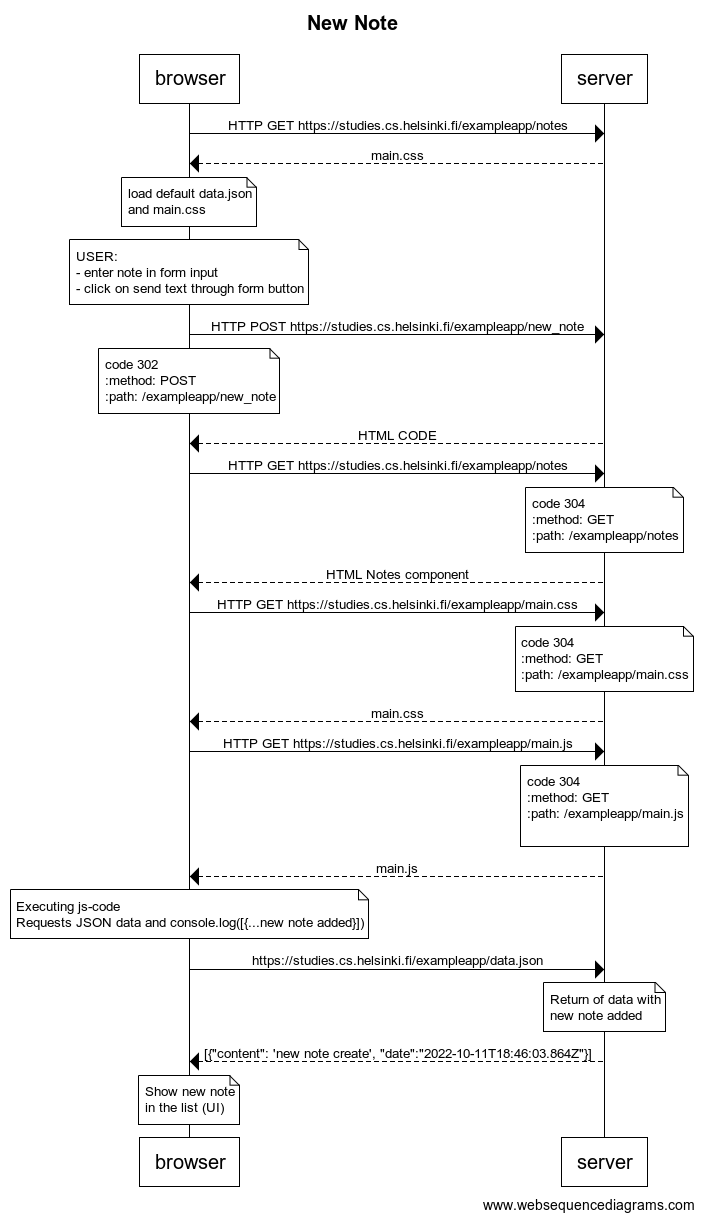 New Note
browser
server
HTTP GET https://studies.cs.helsinki.fi/exampleapp/notes
main.css
load default data.json
and main.css
USER:
- enter note in form input
- click on send text through form button
HTTP POST https://studies.cs.helsinki.fi/exampleapp/new_note
code 302
:method: POST
:path: /exampleapp/new_note
HTML CODE
HTTP GET https://studies.cs.helsinki.fi/exampleapp/notes
code 304
:method: GET
:path: /exampleapp/notes
HTML Notes component
HTTP GET https://studies.cs.helsinki.fi/exampleapp/main.css
code 304
:method: GET
:path: /exampleapp/main.css
main.css
HTTP GET https://studies.cs.helsinki.fi/exampleapp/main.js
code 304
:method: GET
:path: /exampleapp/main.js
main.js
Executing js-code
Requests JSON data and console.log([{...new note added}])
https://studies.cs.helsinki.fi/exampleapp/data.json
Return of data with
new note added
[{"content": 'new note create', "date":"2022-10-11T18:46:03.864Z"}]
Show new note
in the list (UI)
browser
server
www.websequencediagrams.com